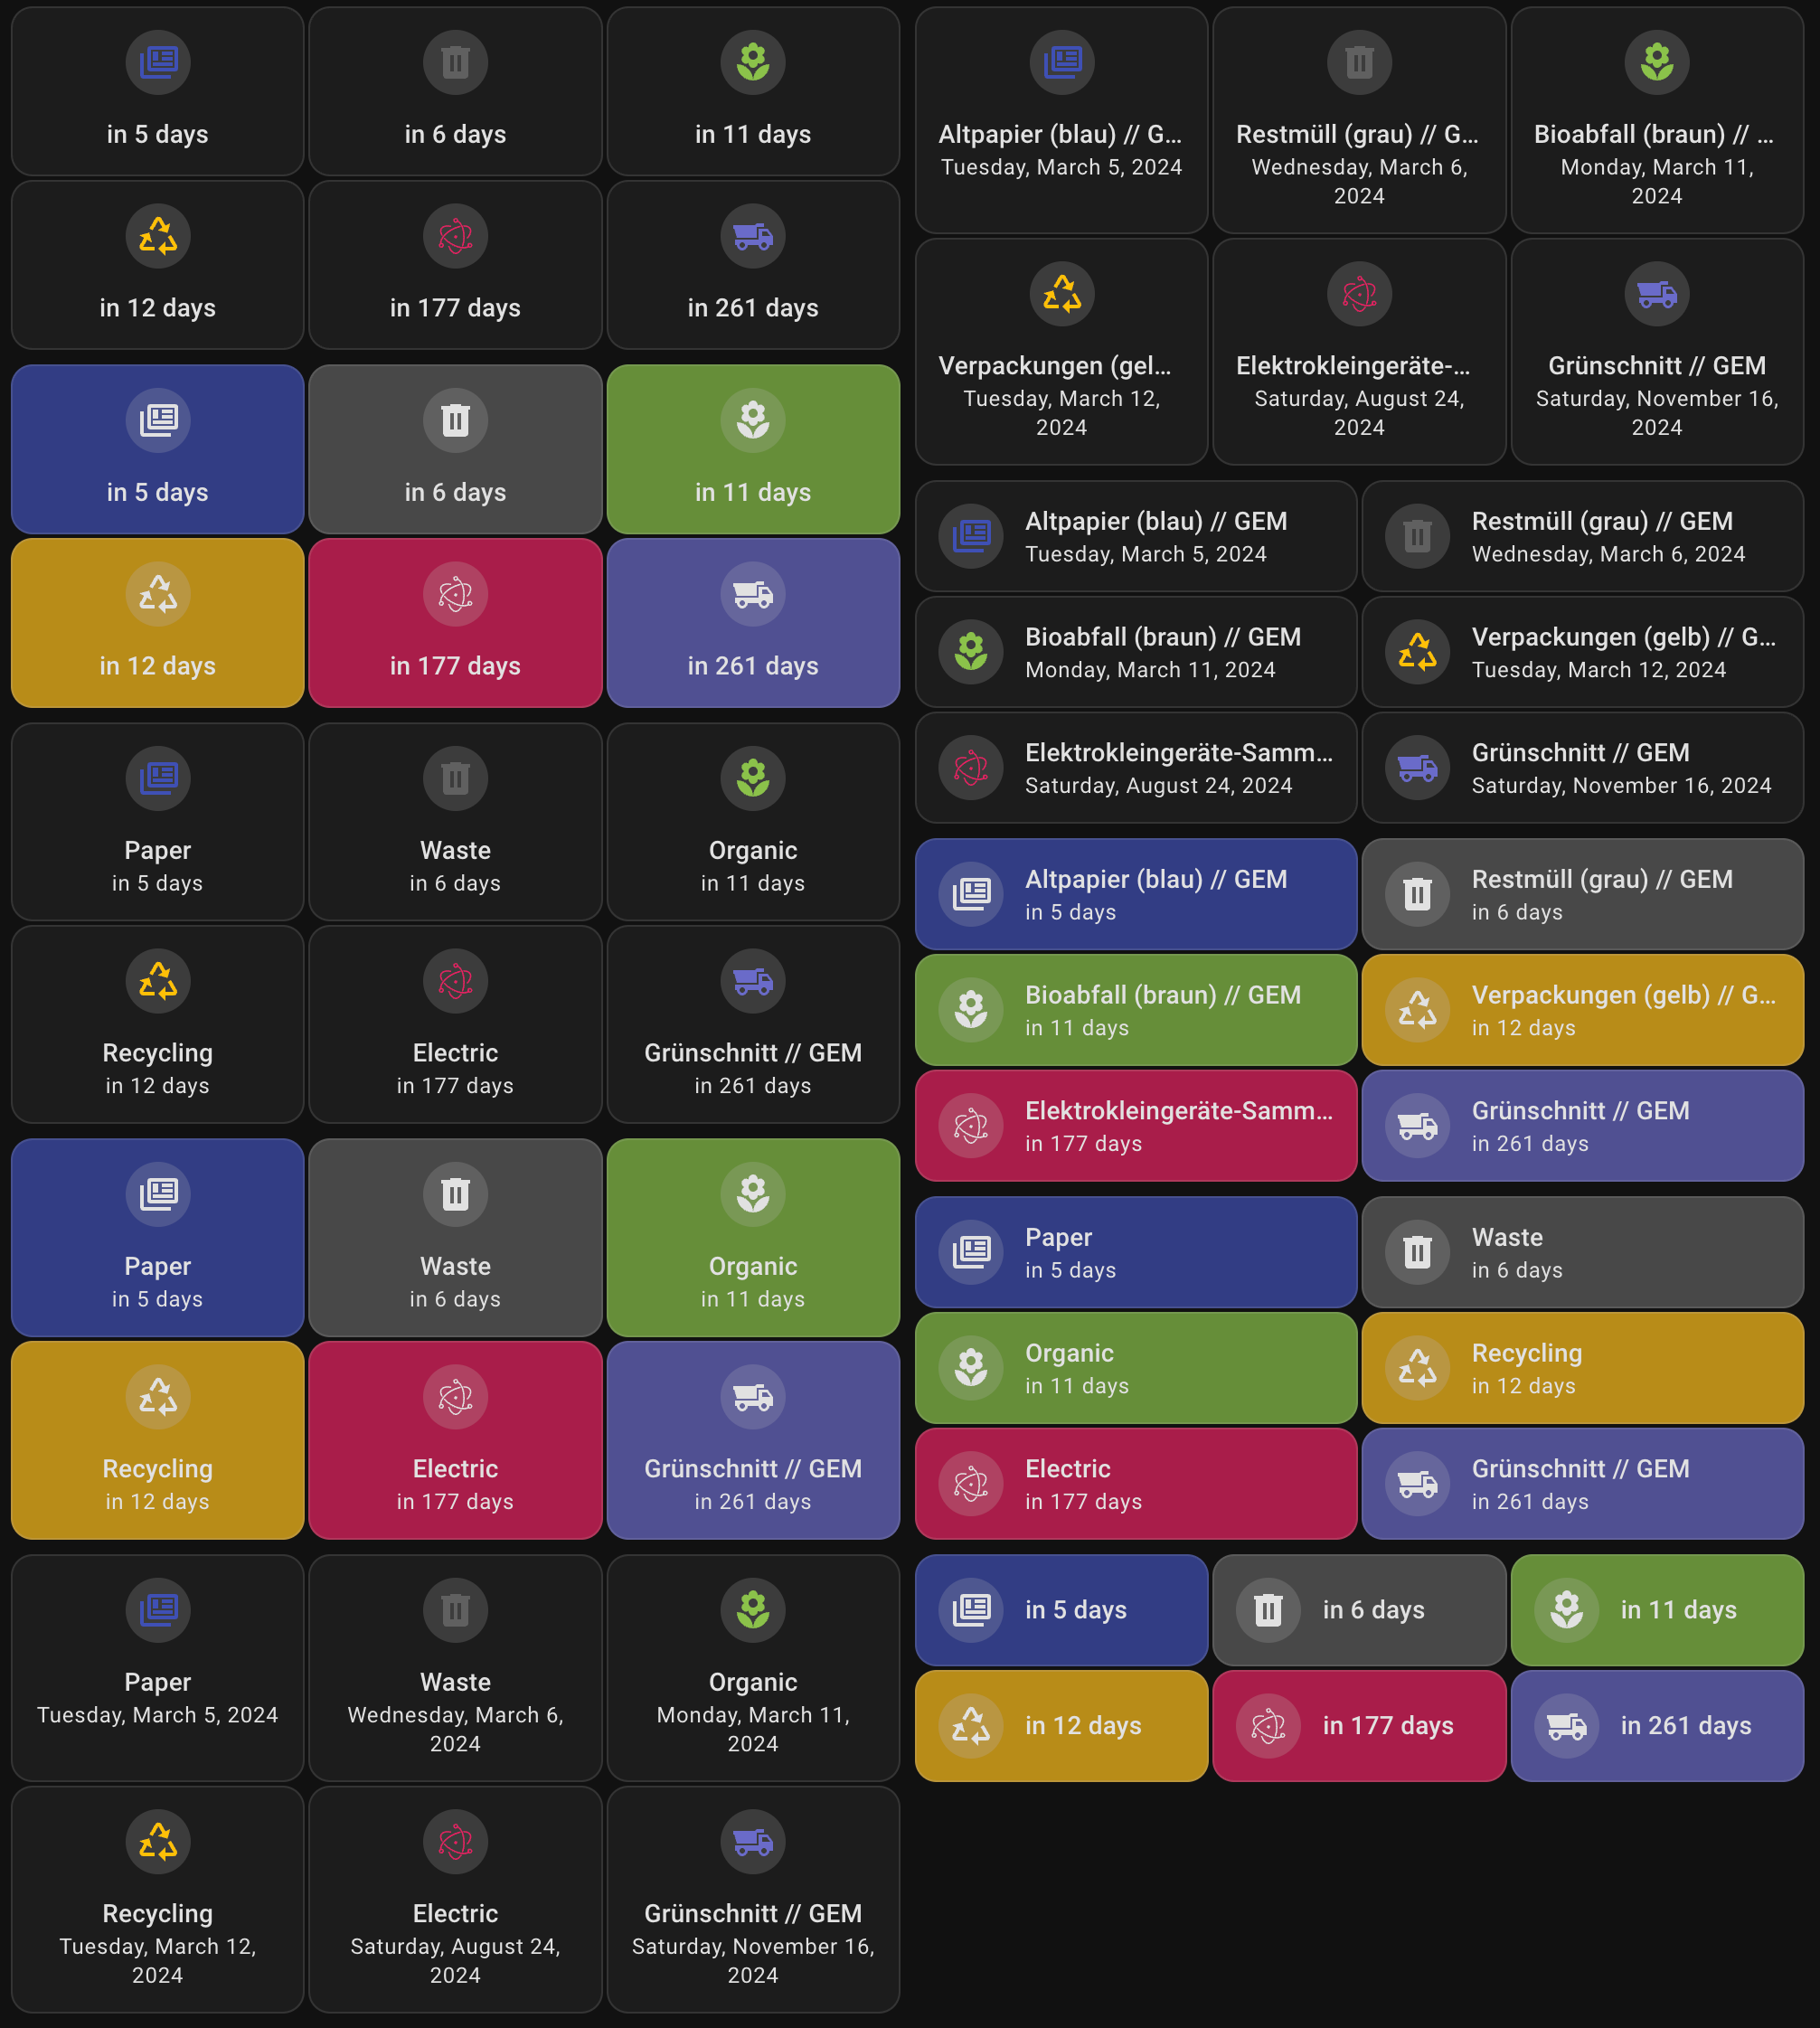 in 5 days
in 6 days
in 11 days
in 12 days
in 177 days
in 261 days
in 5 days
in 6 days
in 11 days
in 12 days
in 177 days
in 261 days
Paper
in 5 days
Waste
in 6 days
Organic
in 11 days
Recycling
in 12 days
Electric
in 177 days
Grünschnitt // GEM
in 261 days
Paper
in 5 days
Waste
in 6 days
Organic
in 11 days
Recycling
in 12 days
Electric
in 177 days
Grünschnitt // GEM
in 261 days
Paper
Tuesday, March 5, 2024
Waste
Wednesday, March 6,
2024
Organic
Monday, March 11,
2024
Recycling
Tuesday, March 12,
2024
Electric
Saturday, August 24,
2024
Grünschnitt // GEM
Saturday, November 16,
2024
Altpapier (blau) // G...
Tuesday, March 5, 2024
Restmüll (grau) // G...
Wednesday, March 6,
2024
Bioabfall (braun) // ...
Monday, March 11,
2024
Verpackungen (gel...
Tuesday, March 12,
2024
Elektrokleingeräte-...
Saturday, August 24,
2024
Grünschnitt // GEM
Saturday, November 16,
2024
Altpapier (blau) // GEM
Tuesday, March 5, 2024
Restmüll (grau) // GEM
Wednesday, March 6, 2024
Bioabfall (braun) // GEM
Monday, March 11, 2024
Verpackungen (gelb) // G...
Tuesday, March 12, 2024
Elektrokleingeräte-Samm...
Saturday, August 24, 2024
Grünschnitt // GEM
Saturday, November 16, 2024
Altpapier (blau) // GEM
in 5 days
Restmüll (grau) // GEM
in 6 days
Bioabfall (braun) // GEM
in 11 days
Verpackungen (gelb) // G...
in 12 days
Elektrokleingeräte-Samm...
in 177 days
Grünschnitt // GEM
in 261 days
Paper
in 5 days
Waste
in 6 days
Organic
in 11 days
Recycling
in 12 days
Electric
in 177 days
Grünschnitt // GEM
in 261 days
in 5 days
in 6 days
in 11 days
in 12 days
in 177 days
in 261 days